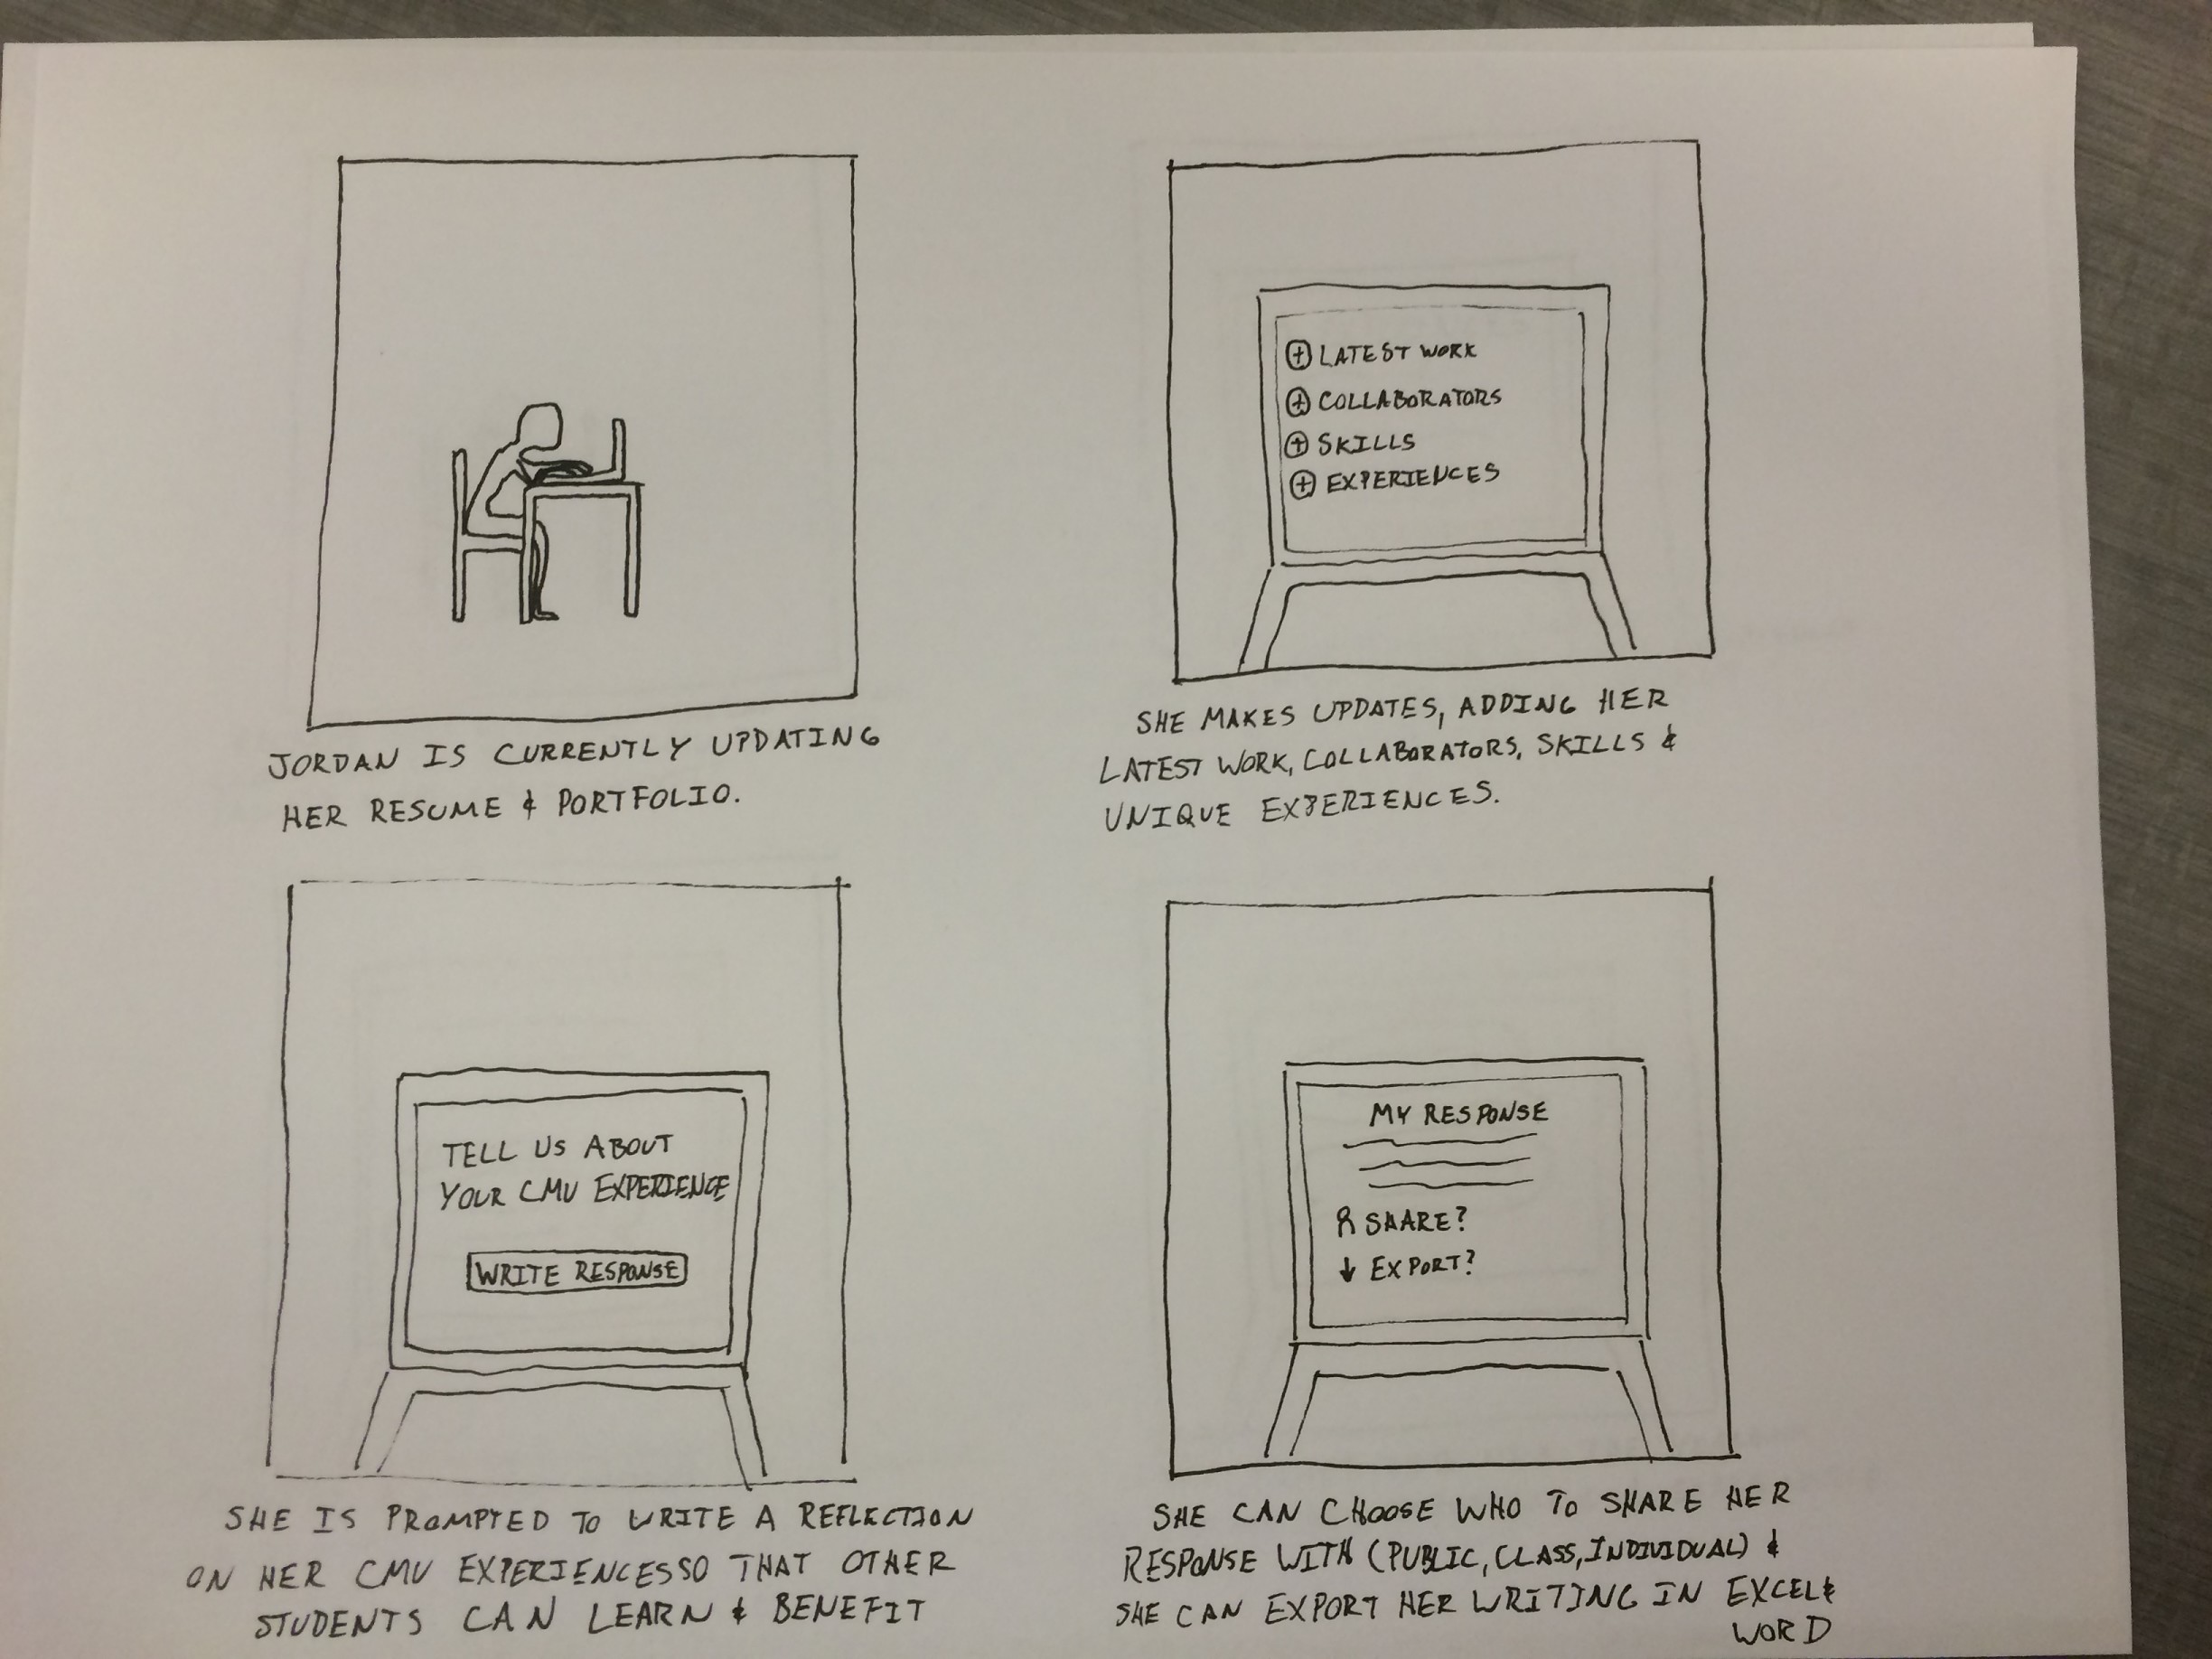 JORDAN IS CURRENTLY UPDATING
HER RESUME & PORTFOLIO.
⊕ LATEST WORK
⊕ COLLABORATORS
⊕ SKILLS
⊕ EXPERIENCES
SHE MAKES UPDATES, ADDING HER
LATEST WORK, COLLABORATORS, SKILLS &
UNIQUE EXPERIENCES.
TELL US ABOUT
YOUR CMU EXPERIENCE
WRITE RESPONSE
SHE IS PROMPTED TO WRITE A REFLECTION
ON HER CMU EXPERIENCES SO THAT OTHER
STUDENTS CAN LEARN & BENEFIT
MY RESPONSE
SHARE?
↓ EXPORT?
SHE CAN CHOOSE WHO TO SHARE HER
RESPONSE WITH (PUBLIC, CLASS, INDIVIDUAL) &
SHE CAN EXPORT HER WRITING IN EXCEL &
WORD